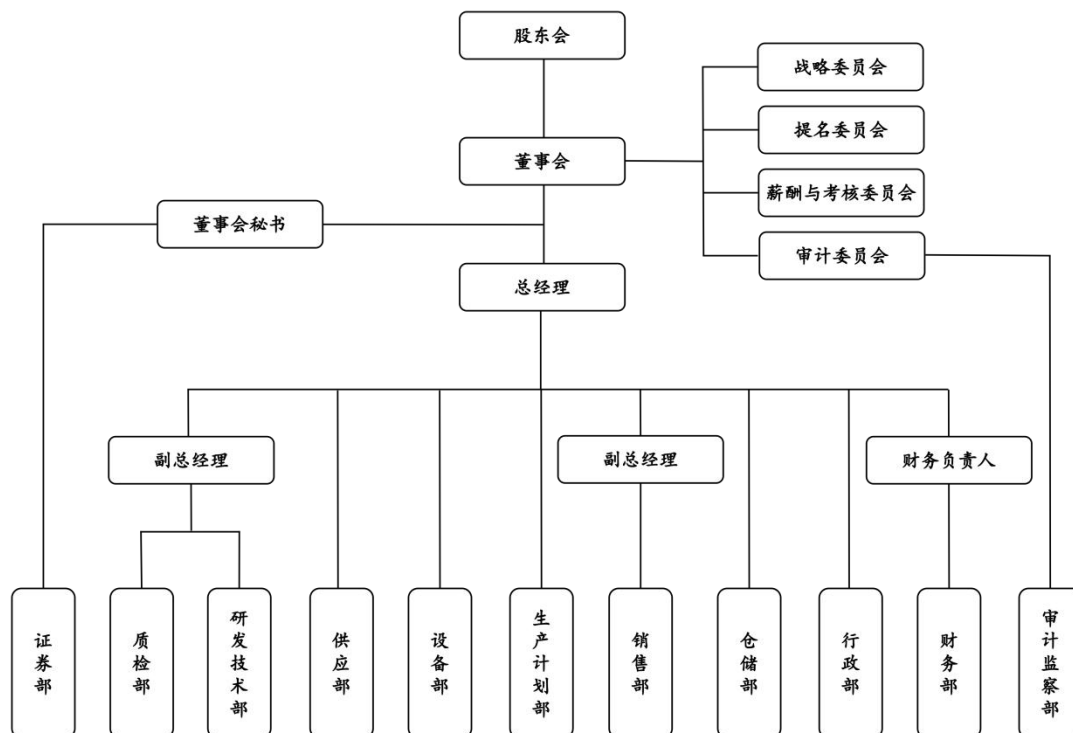 股东会
战略委员会
提名委员会
董事会
薪酬与考核委员会
董事会秘书
审计委员会
总经理
副总经理
副总经理
财务负责人
证券部
质检部
研发技术部
供应部
设备部
生产计划部
销售部
仓储部
行政部
财务部
审计监察部